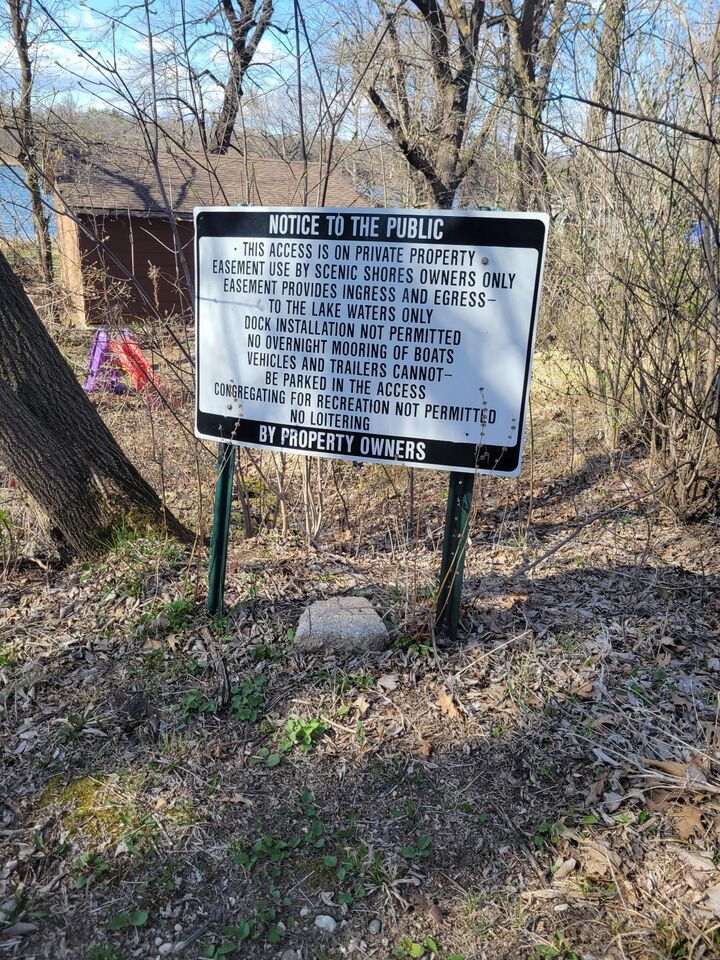 NOTICE TO THE PUBLIC
· THIS ACCESS IS ON PRIVATE PROPERTY
EASEMENT USE BY SCENIC SHORES OWNERS ONLY
EASEMENT PROVIDES INGRESS AND EGRESS—
TO THE LAKE WATERS ONLY
DOCK INSTALLATION NOT PERMITTED
NO OVERNIGHT MOORING OF BOATS
VEHICLES AND TRAILERS CANNOT—
BE PARKED IN THE ACCESS
CONGREGATING FOR RECREATION NOT PERMITTED
NO LOITERING
BY PROPERTY OWNERS